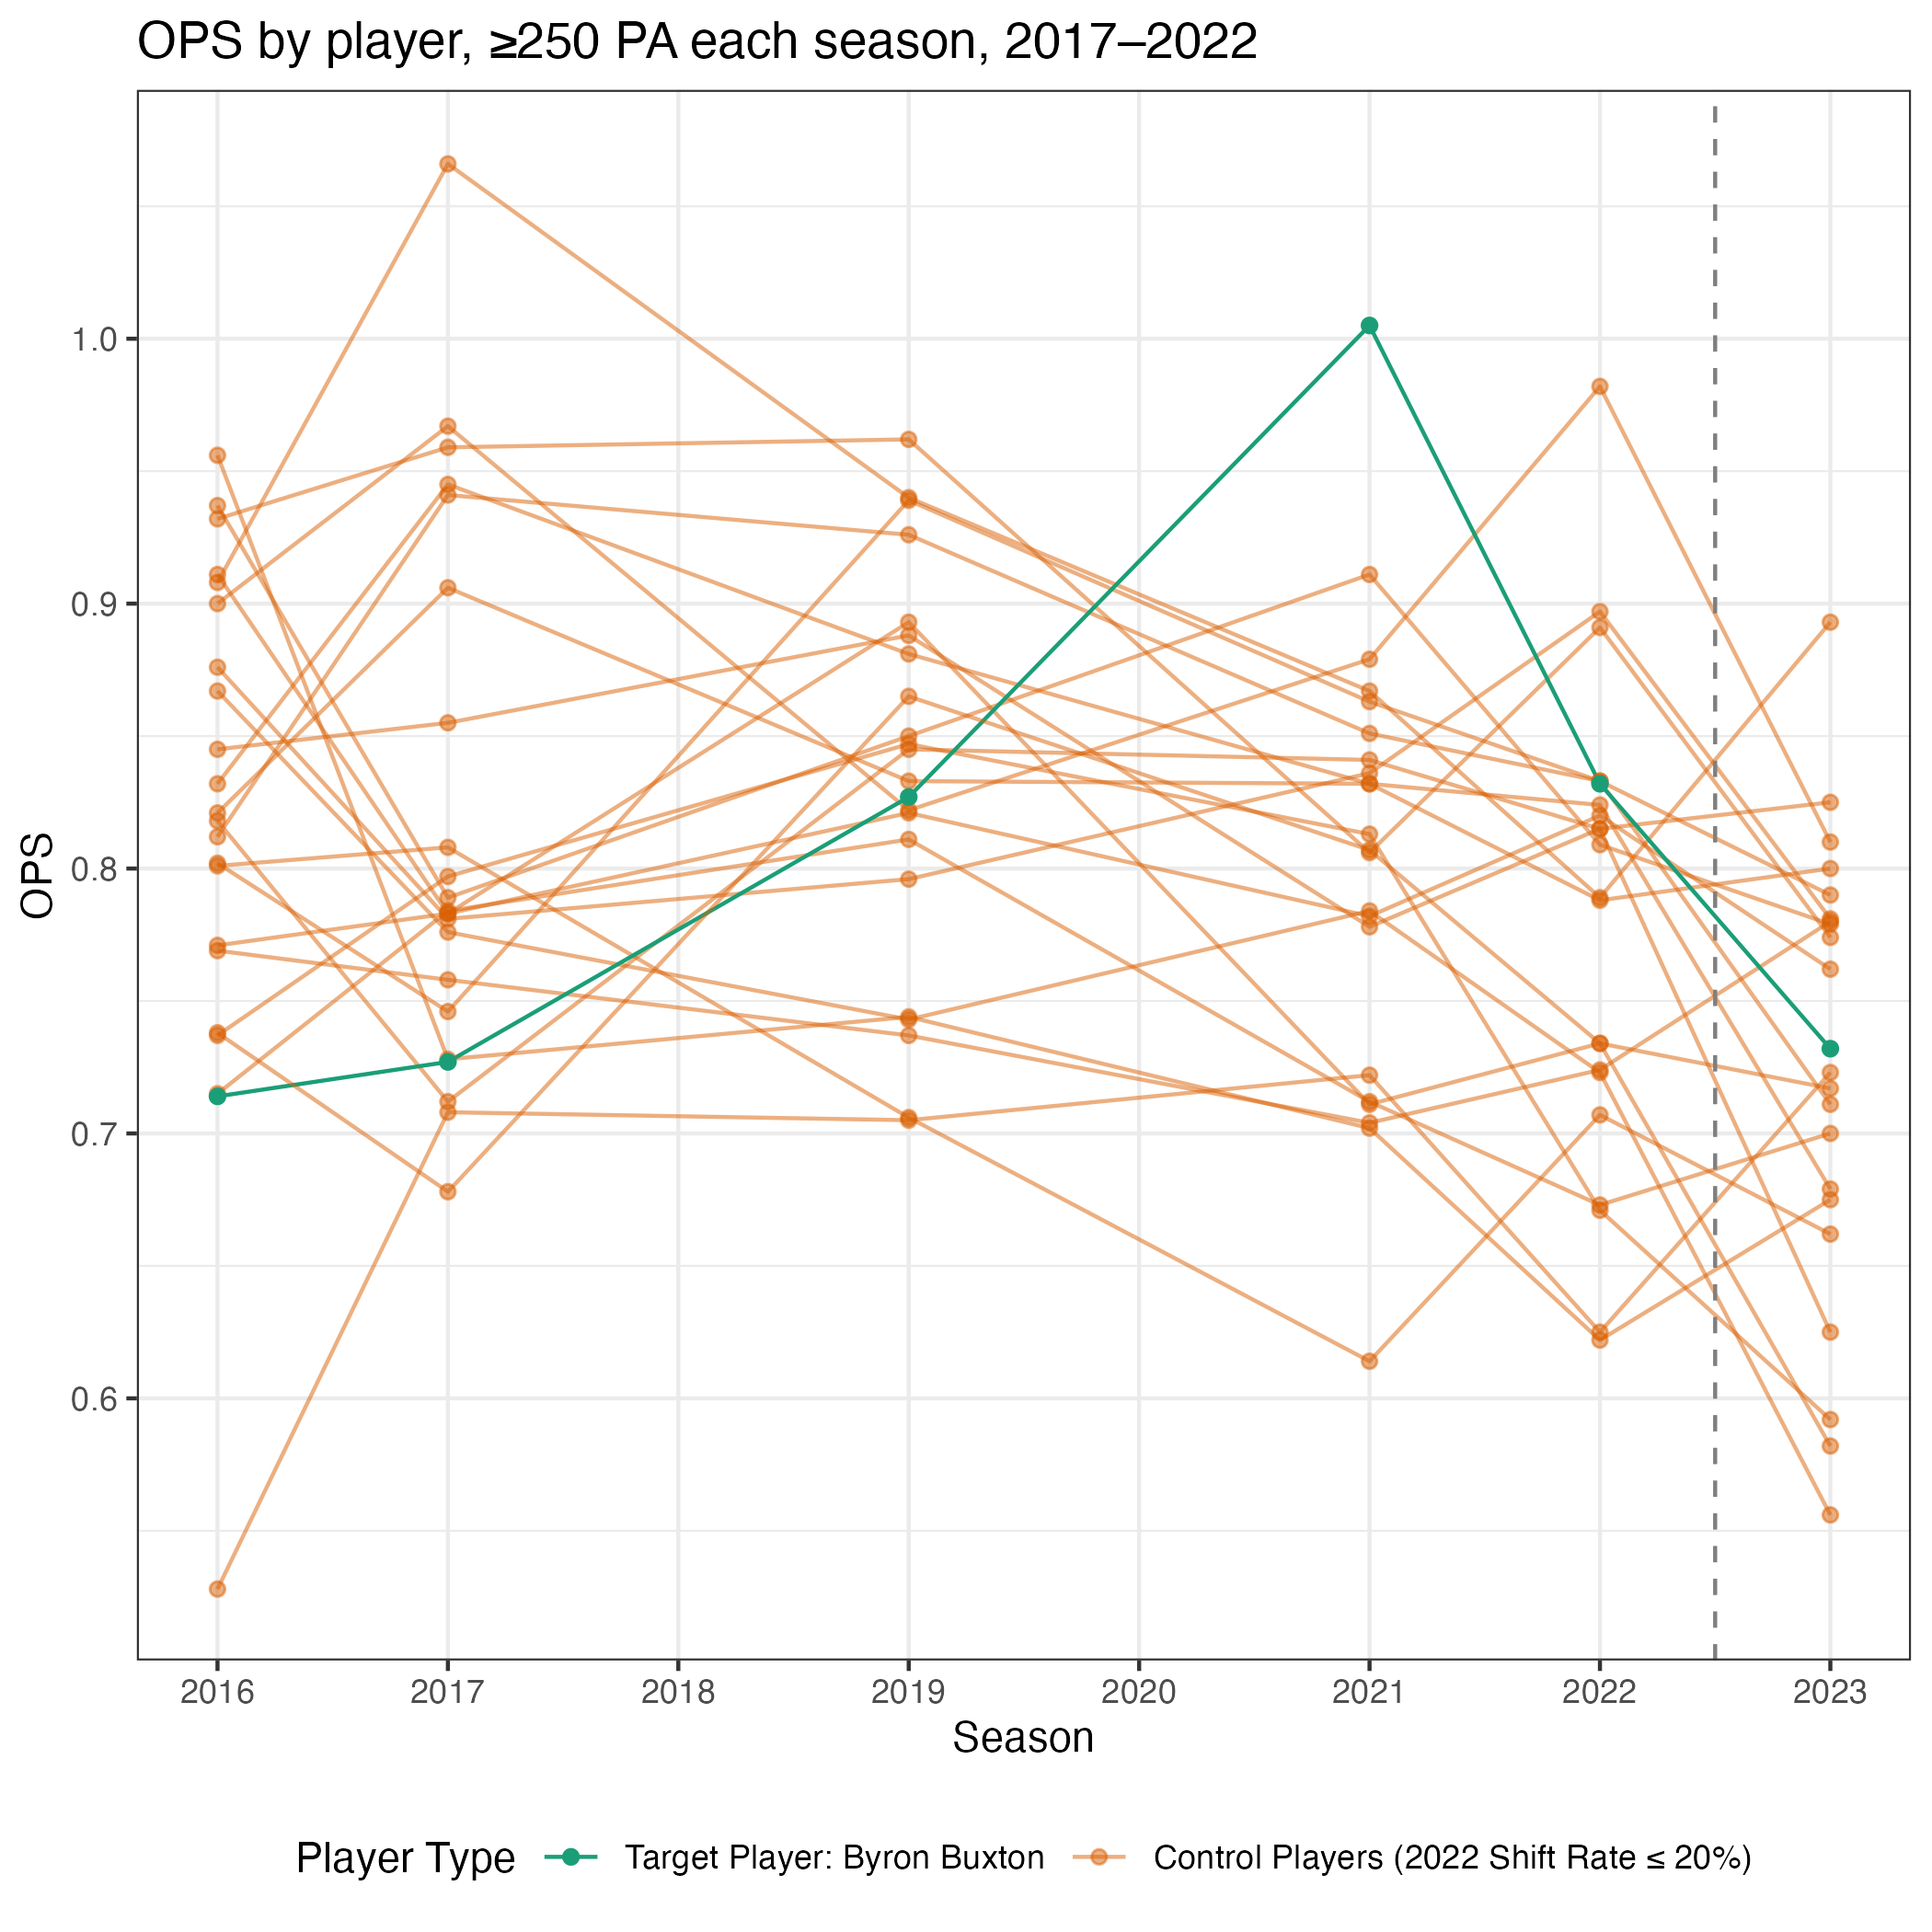 OPS by player, ≥250 PA each season, 2017–2022
OPS
1.0
0.9
0.8
0.7
0.6
2016 2017 2018 2019 2020 2021 2022 2023
Season
Player Type Target Player: Byron Buxton Control Players (2022 Shift Rate ≤ 20%)